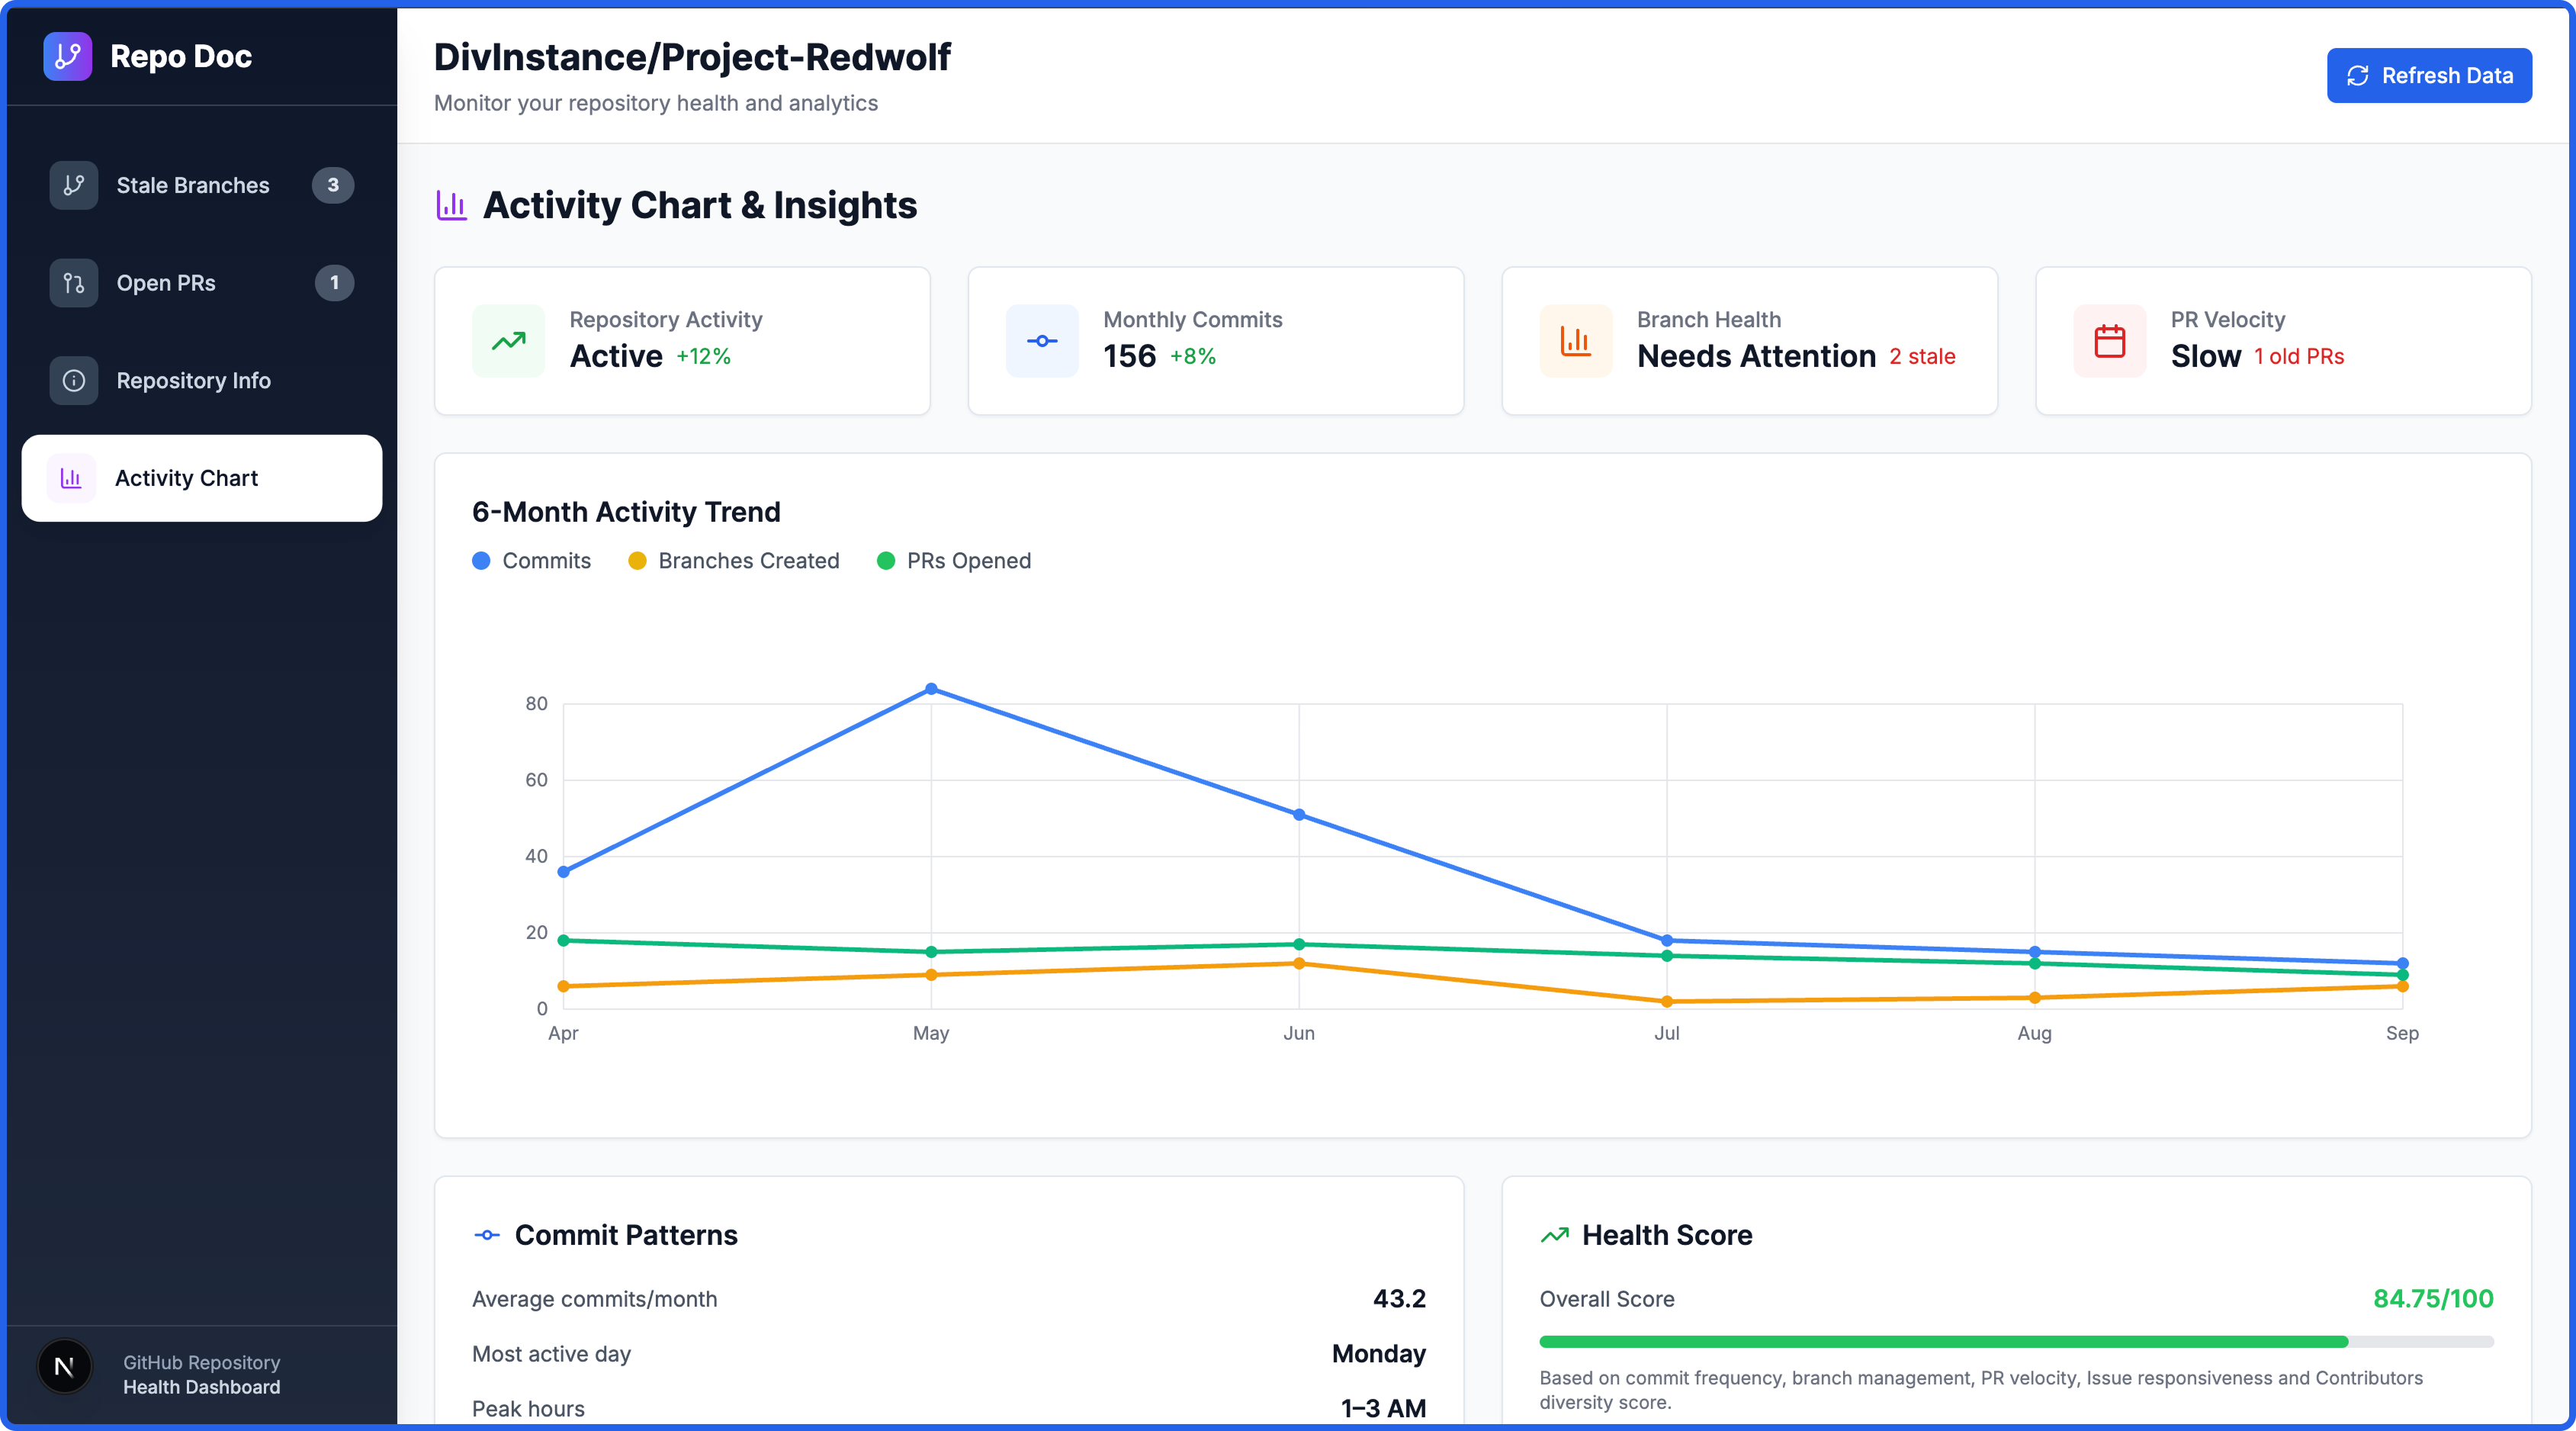 Repo Doc
Stale Branches 3
Open PRs 1
Repository Info
Activity Chart
N
GitHub Repository
Health Dashboard
DivInstance/Project-Redwolf
Monitor your repository health and analytics
Refresh Data
Activity Chart & Insights
Repository Activity
Active +12%
Monthly Commits
156 +8%
Branch Health
Needs Attention 2 stale
PR Velocity
Slow 1 old PRs
6-Month Activity Trend
Commits Branches Created PRs Opened
80
60
40
20
0
Apr May Jun Jul Aug Sep
Commit Patterns
Average commits/month 43.2
Most active day Monday
Peak hours 1–3 AM
Health Score
Overall Score 84.75/100
Based on commit frequency, branch management, PR velocity, Issue responsiveness and Contributors
diversity score.